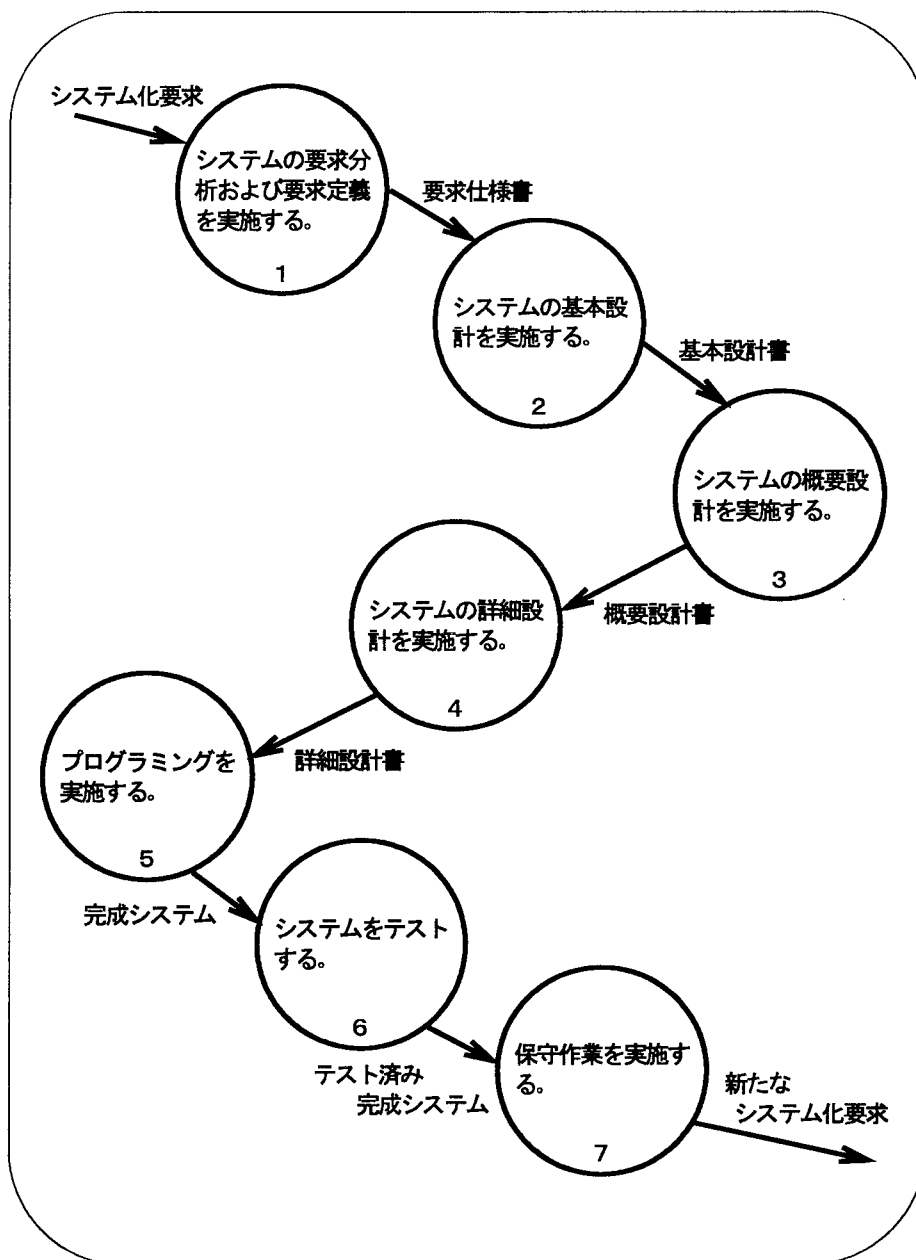 システム化要求
システムの要求分
析および要求定義
を実施する。
1
要求仕様書
システムの基本設
計を実施する。
2
基本設計書
システムの概要設
計を実施する。
3
概要設計書
システムの詳細設
計を実施する。
4
詳細設計書
プログラミングを
実施する。
5
完成システム
システムをテスト
する。
6
テスト済み
完成システム
保守作業を実施す
る。
7
新たな
システム化要求